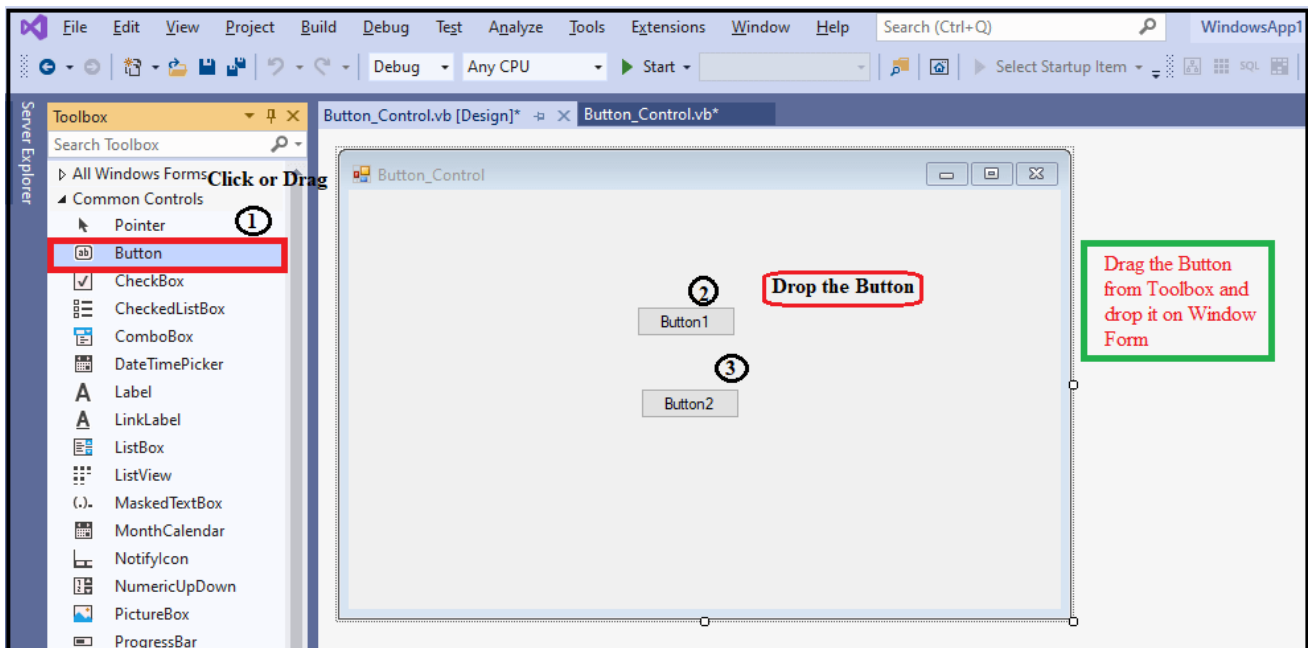 File Edit View Project Build Debug Test Analyze Tools Extensions Window Help Search (Ctrl+Q) WindowsApp1
Debug Any CPU Start Select Startup Item SQL
Server Explorer
Toolbox
Search Toolbox
All Windows Forms
Click or Drag
Common Controls
Pointer
1
Button
CheckBox
CheckedListBox
ComboBox
DateTimePicker
Label
LinkLabel
ListBox
ListView
MaskedTextBox
MonthCalendar
NotifyIcon
NumericUpDown
PictureBox
ProgressBar
Button_Control.vb [Design]* Button_Control.vb*
Button_Control
2
Drop the Button
Button1
3
Button2
Drag the Button
from Toolbox and
drop it on Window
Form